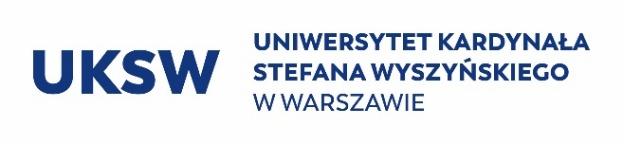 UKSW
UNIWERSYTET KARDYNAŁA
STEFANA WYSZYŃSKIEGO
W WARSZAWIE